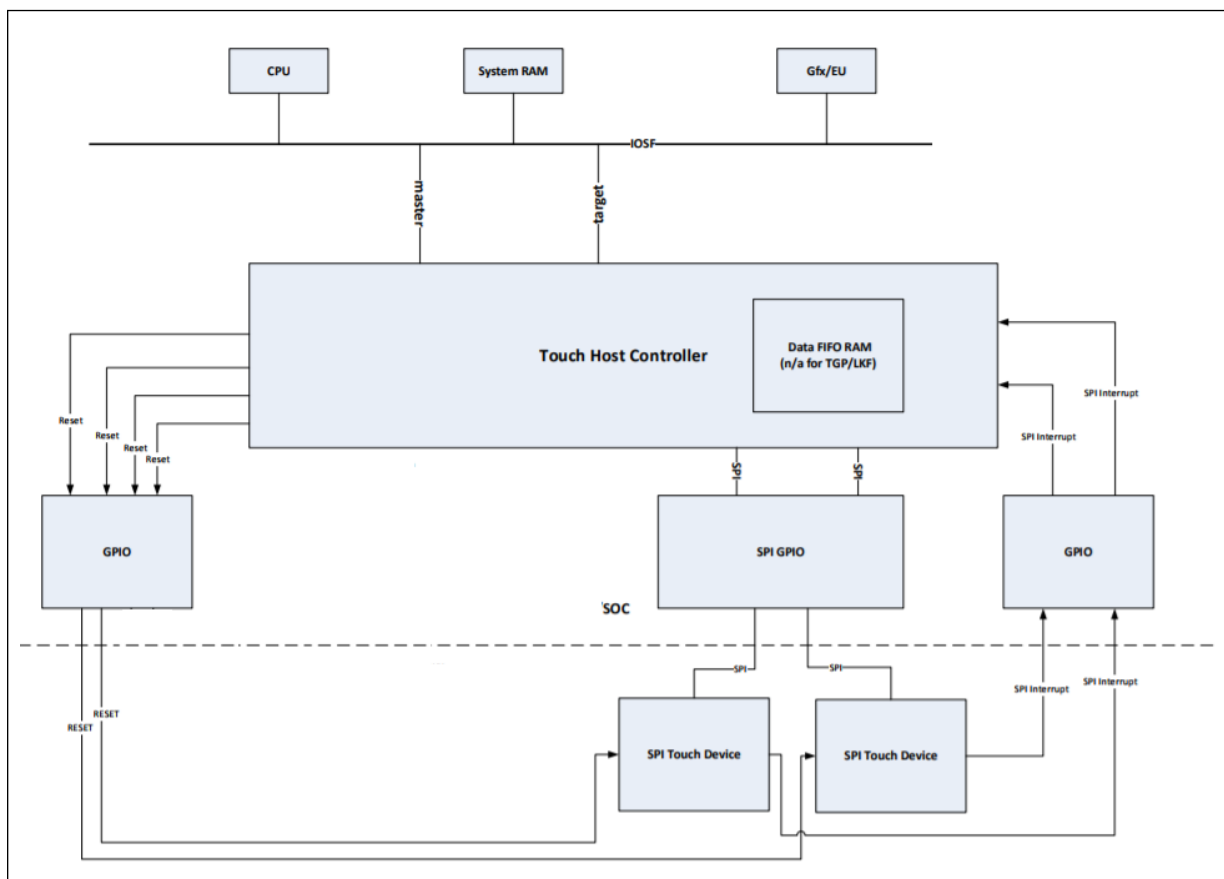 CPU
System RAM
Gfx/EU
IOSF
master
target
Touch Host Controller
Data FIFO RAM
(n/a for TGP/LKF)
Reset
Reset
Reset
Reset
SPI Interrupt
SPI Interrupt
SPI
SPI
GPIO
SPI GPIO
GPIO
'SOC
SPI
SPI
SPI Interrupt
SPI Interrupt
RESET
RESET
SPI Touch Device
SPI Touch Device